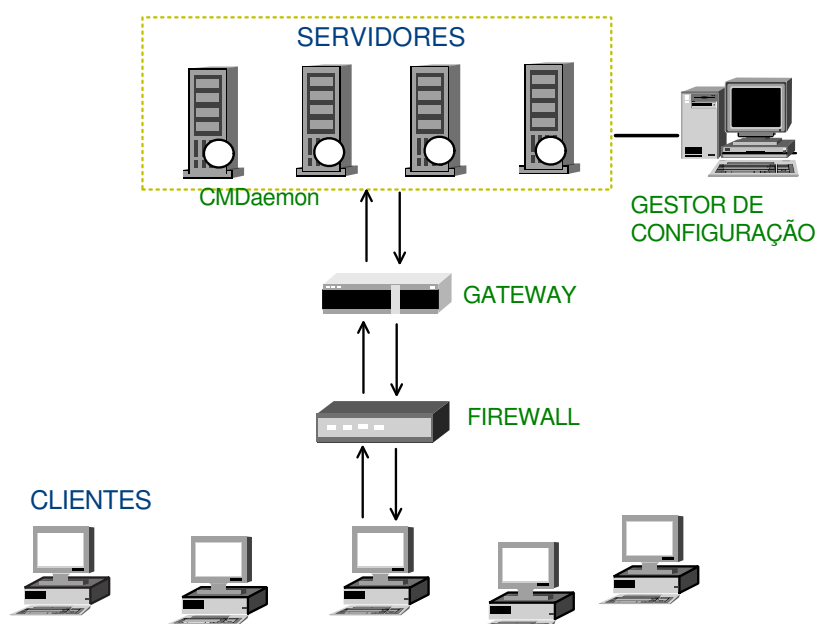 SERVIDORES
CMDaemon
GESTOR DE
CONFIGURAÇÃO
GATEWAY
FIREWALL
CLIENTES